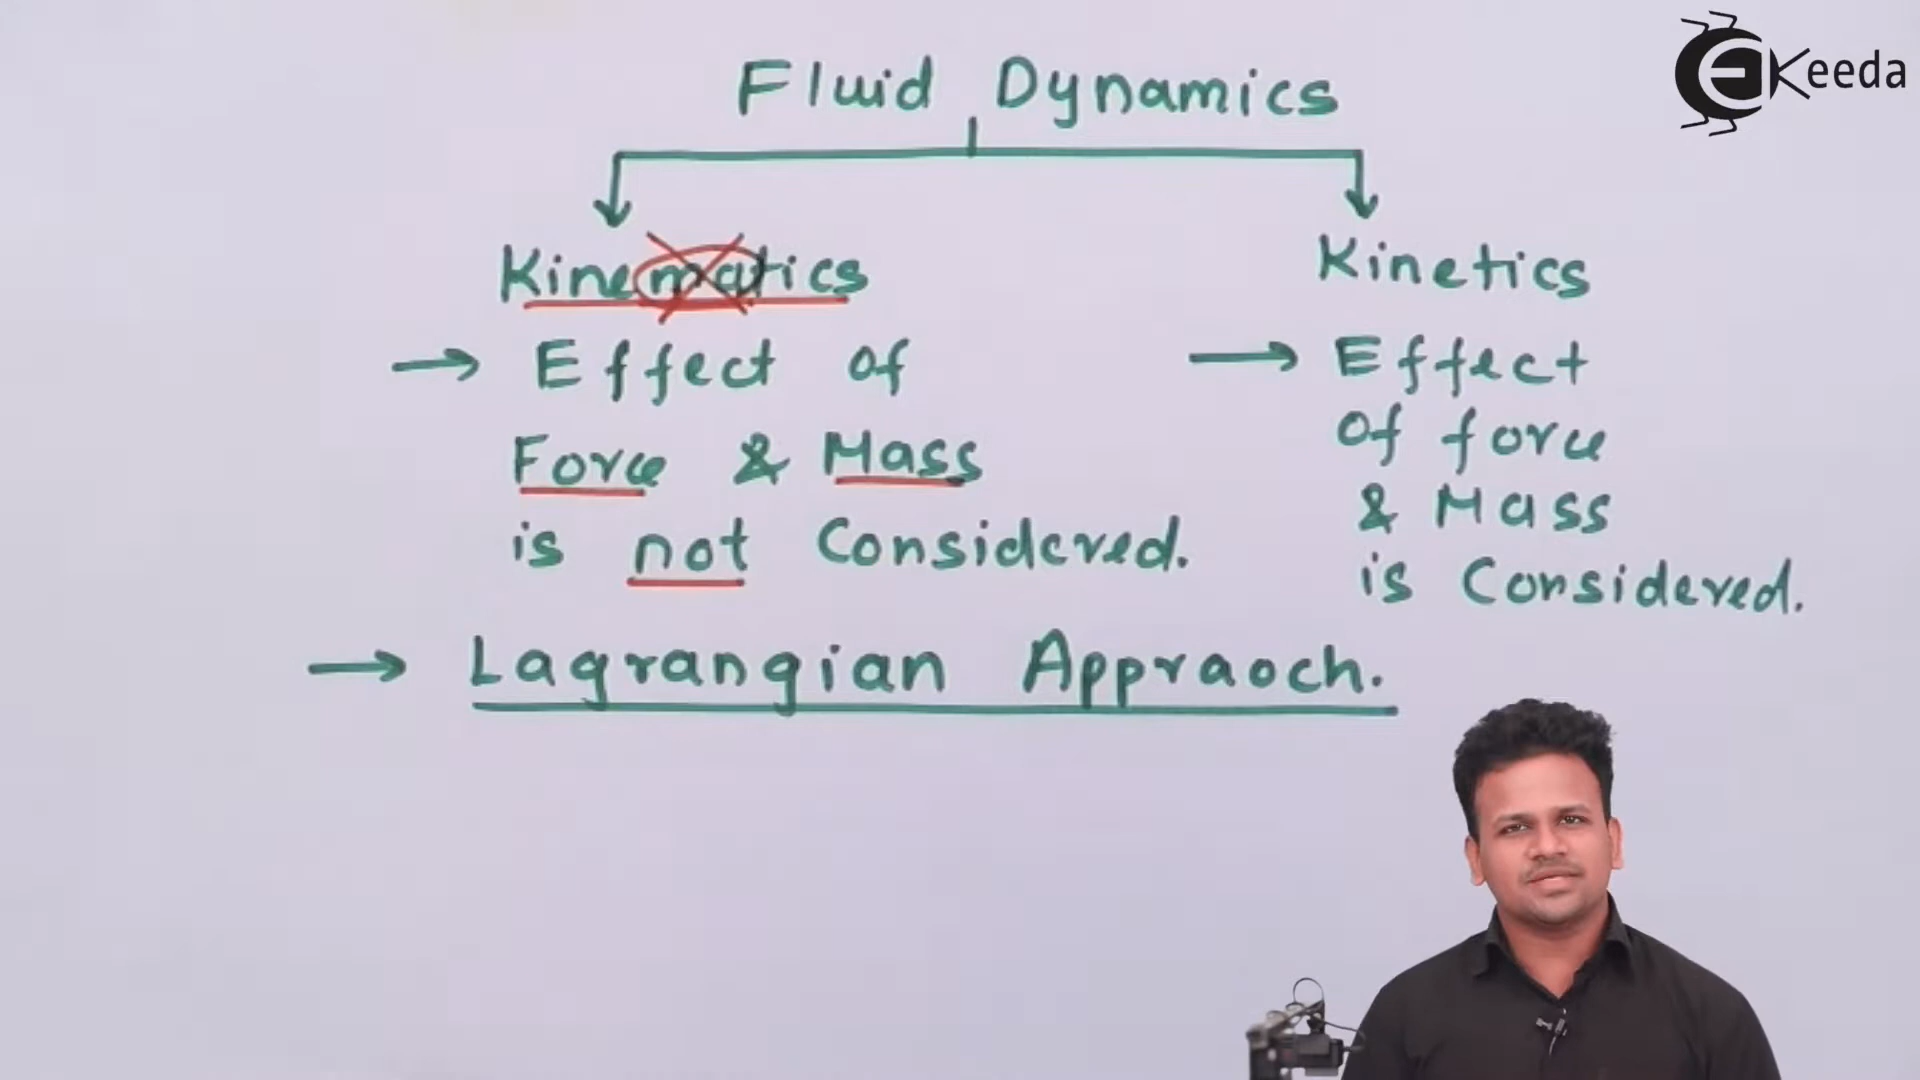 Fluid Dynamics
Kinematics
→ Effect of
Force & Mass
is not Considered.
Kinetics
→ Effect
of force
& Mass
is Considered.
→ Lagrangian Appraoch.
EKeeda